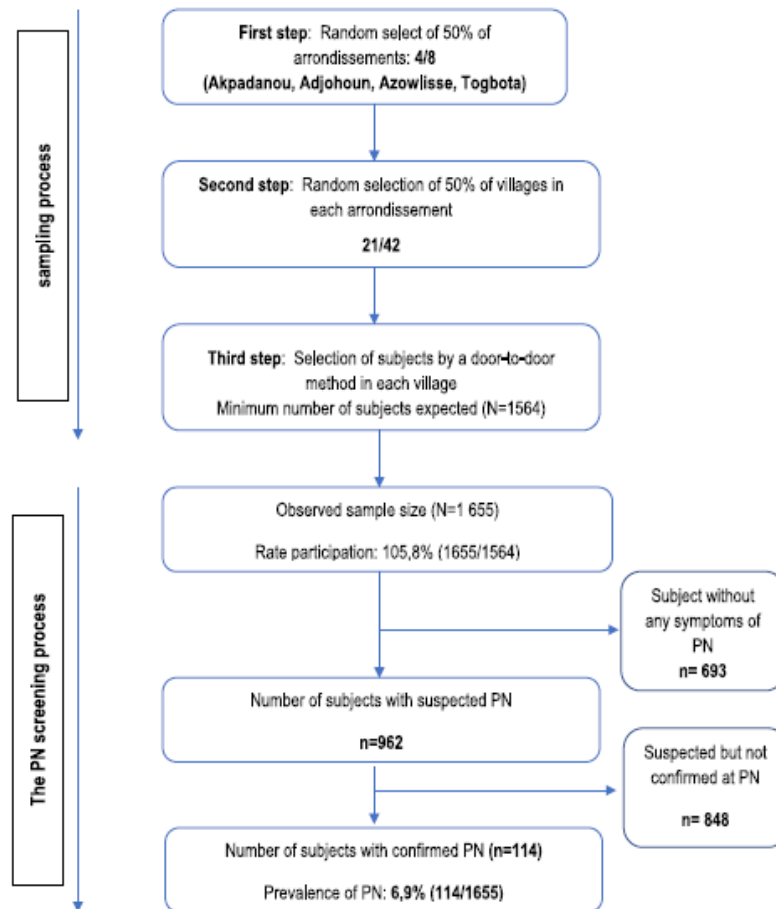 sampling process
First step: Random select of 50% of
arrondissements: 4/8
(Akpadanou, Adjohoun, Azowlisse, Togbota)
Second step: Random selection of 50% of villages in
each arrondissement
21/42
Third step: Selection of subjects by a door-to-door
method in each village
Minimum number of subjects expected (N=1564)
The PN screening process
Observed sample size (N=1 655)
Rate participation: 105,8% (1655/1564)
Subject without
any symptoms of
PN
n= 693
Number of subjects with suspected PN
n=962
Suspected but not
confirmed at PN
n= 848
Number of subjects with confirmed PN (n=114)
Prevalence of PN: 6,9% (114/1655)